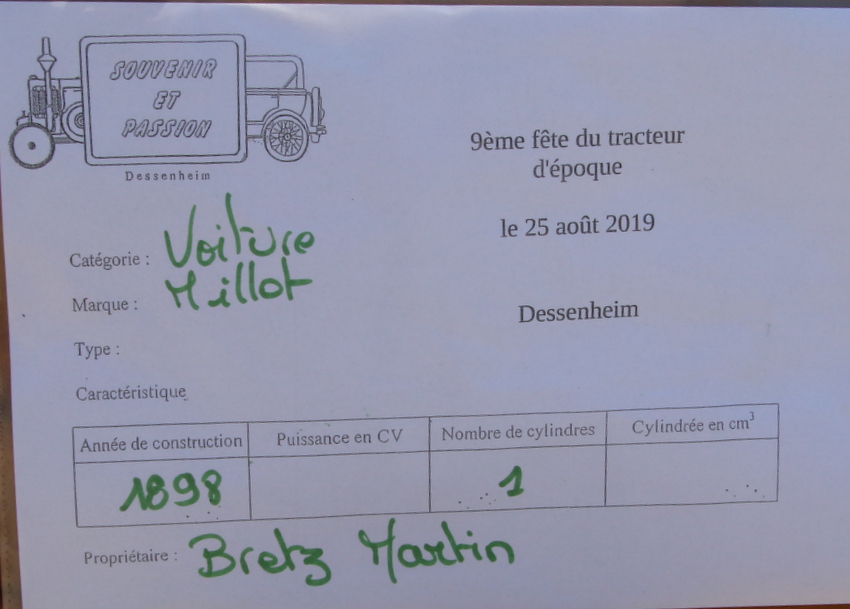 SOUVENIR
ET
PASSION
Dessenheim
9ème fête du tracteur
d'époque
le 25 août 2019
Dessenheim
Catégorie : Voiture
Marque : Millot
Type :
Caractéristique
Année de construction Puissance en CV Nombre de cylindres Cylindrée en cm³
1898 1
Propriétaire : Bretz Martin